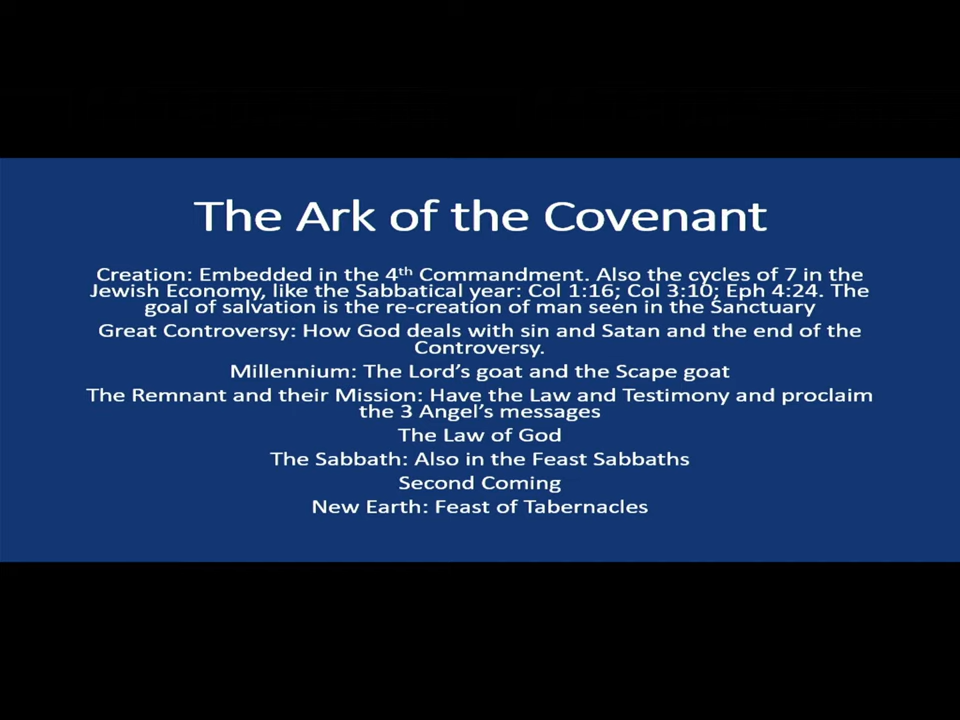 The Ark of the Covenant
Creation: Embedded in the 4th Commandment. Also the cycles of 7 in the
Jewish Economy, like the Sabbatical year: Col 1:16; Col 3:10; Eph 4:24. The
goal of salvation is the re-creation of man seen in the Sanctuary
Great Controversy: How God deals with sin and Satan and the end of the
Controversy.
Millennium: The Lord's goat and the Scape goat
The Remnant and their Mission: Have the Law and Testimony and proclaim
the 3 Angel's messages
The Law of God
The Sabbath: Also in the Feast Sabbaths
Second Coming
New Earth: Feast of Tabernacles